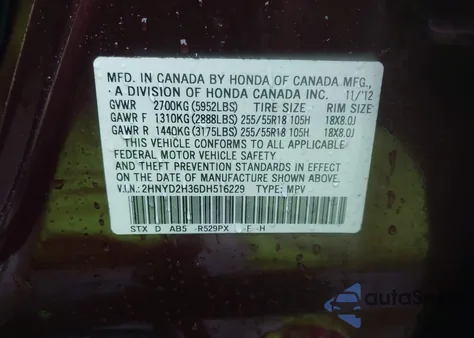 MFD. IN CANADA BY HONDA OF CANADA MFG.,
A DIVISION OF HONDA CANADA INC. 11/'12
GVWR 2700KG (5952LBS) TIRE SIZE RIM SIZE
GAWR F 1310KG (2888LBS) 255/55R18 105H 18X8.0J
GAWR R 1440KG (3175LBS) 255/55R18 105H 18X8.0J
THIS VEHICLE CONFORMS TO ALL APPLICABLE
FEDERAL MOTOR VEHICLE SAFETY
AND THEFT PREVENTION STANDARDS IN EFFECT
ON THE DATE OF MANUFACTURE SHOWN ABOVE.
V.I.N.: 2HNYD2H36DH516229 TYPE: MPV
STX D AB5 -R529PX F H